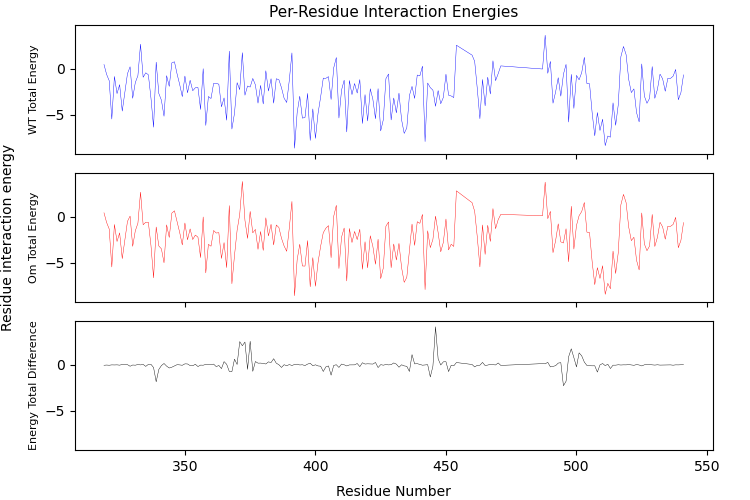 Per-Residue Interaction Energies
WT Total Energy
0
−5
Residue interaction energy
Om Total Energy
0
−5
Energy Total Difference
0
−5
350
400
450
500
550
Residue Number